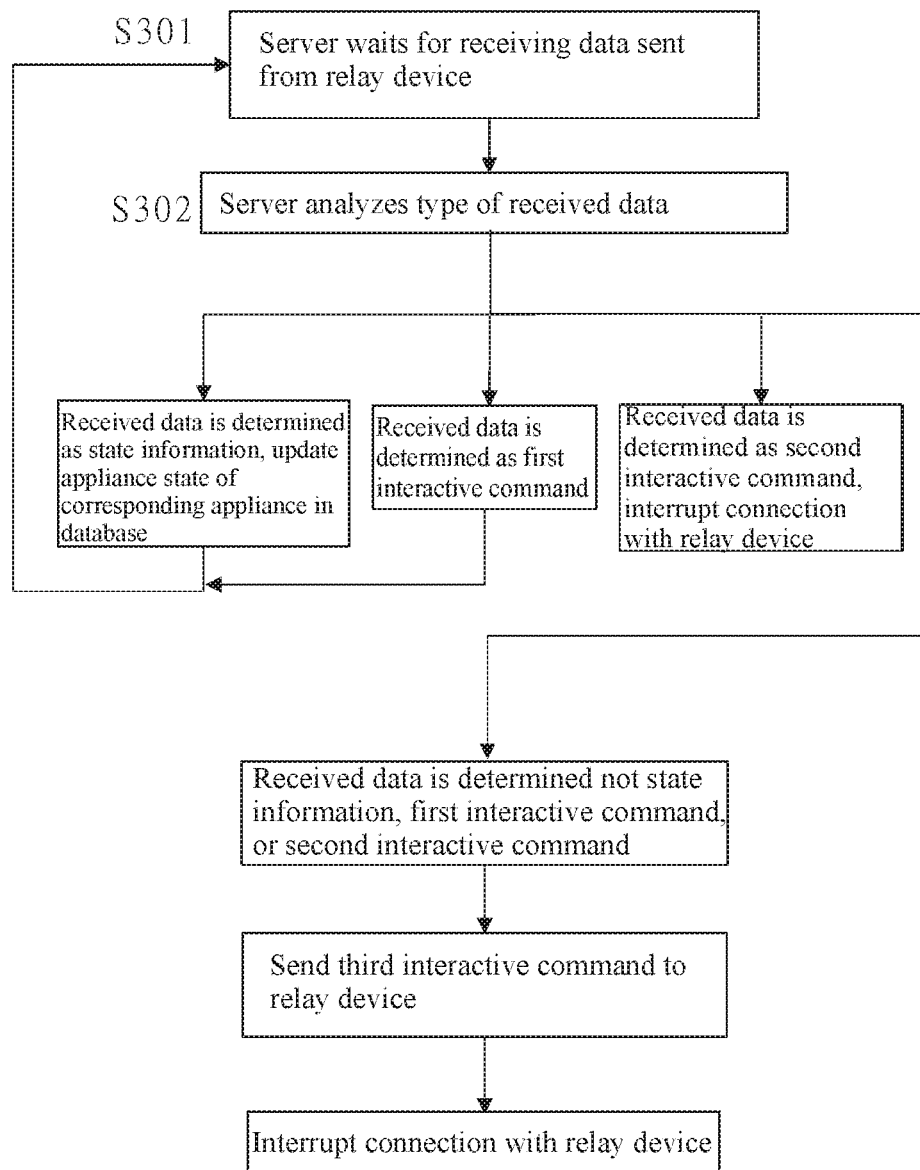 S301
Server waits for receiving data sent
from relay device
S302
Server analyzes type of received data
Received data is determined
as state information, update
appliance state of
corresponding appliance in
database
Received data is
determined as first
interactive command
Received data is
determined as second
interactive command,
interrupt connection
with relay device
Received data is determined not state
information, first interactive command,
or second interactive command
Send third interactive command to
relay device
Interrupt connection with relay device